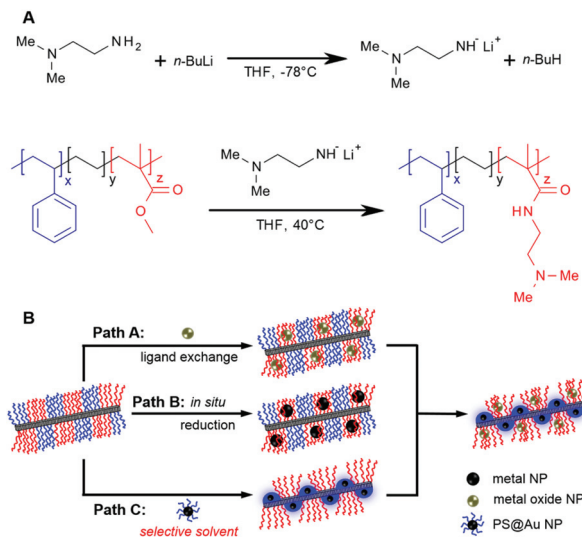 A
Me
N
NH2
Me
+ n-BuLi
THF, -78°C
Me
N
NH⁻ Li⁺
Me
+ n-BuH
x
y
z
O
O
Me
N
NH⁻ Li⁺
Me
THF, 40°C
x
y
z
O
HN
N
Me
Me
B
Path A:
ligand exchange
Path B: in situ
reduction
Path C:
selective solvent
metal NP
metal oxide NP
PS@Au NP